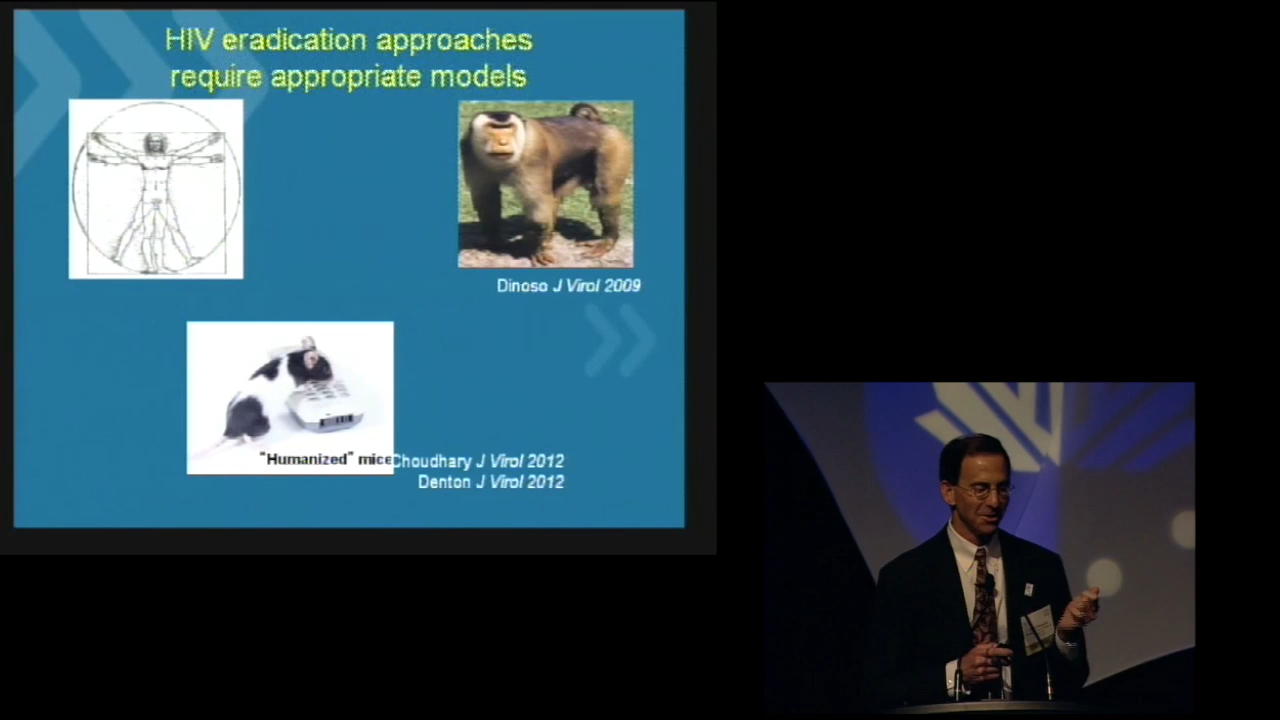 HIV eradication approaches
require appropriate models
Dinoso J Virol 2009
"Humanized" mice
Choudhary J Virol 2012
Denton J Virol 2012